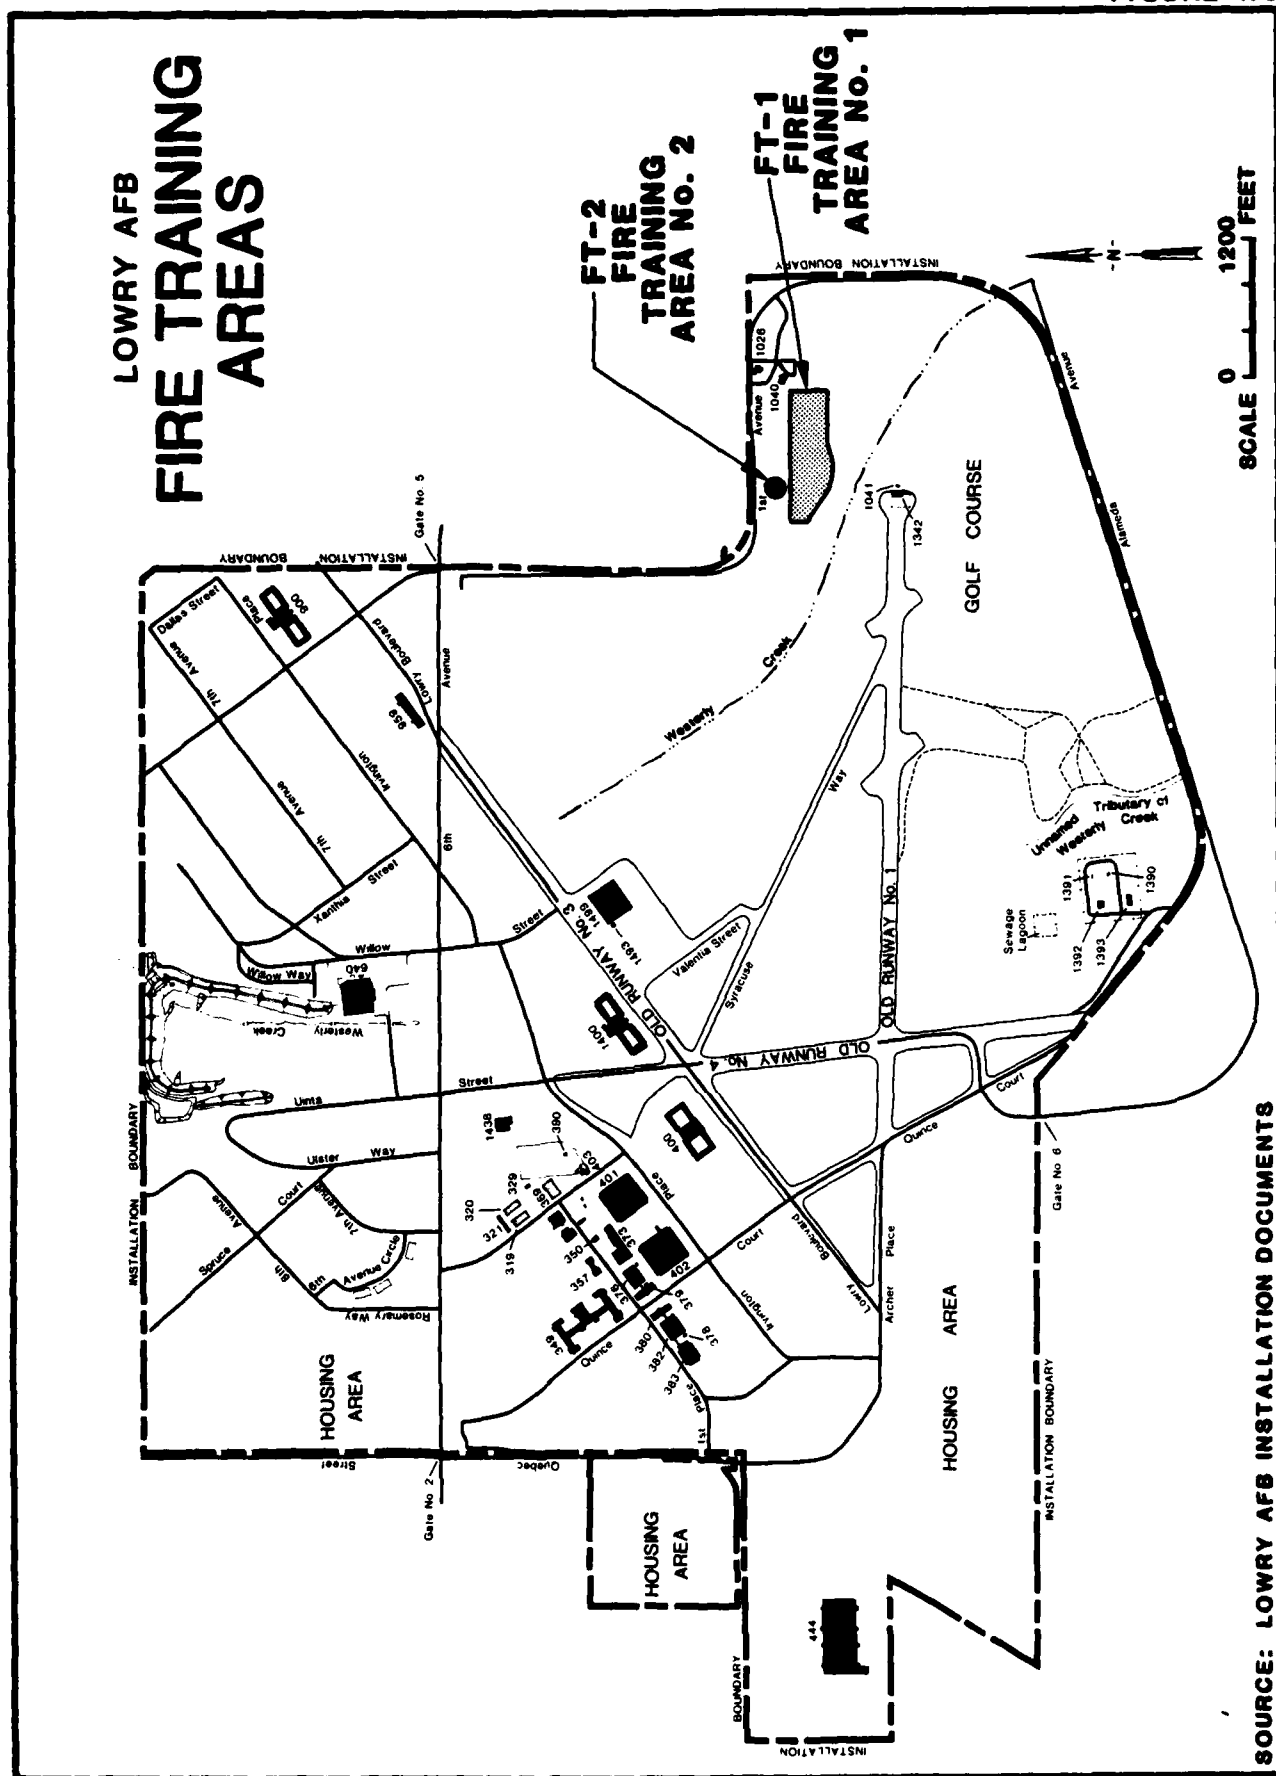 LOWRY AFB
FIRE TRAINING
AREAS
FT-2
FIRE
TRAINING
AREA No. 2
FT-1
FIRE
TRAINING
AREA No. 1
INSTALLATION BOUNDARY
INSTALLATION BOUNDARY
Gate No. 5
Dallas Street
Place
900
7th Avenue
7th Avenue
Irvington
Lowry Boulevard
959
6th Avenue
Xanthia Street
Willow Street
Willow Way
640
Westerly
Creek
Uinta Street
Ulster Way
Spruce Court
7th Avenue
8th Avenue
6th Avenue Circle
Rosemary Way
HOUSING
AREA
Street
Quebec
Gate No 2
INSTALLATION BOUNDARY
1st Avenue
1026
1040
Westerly Creek
1041
1342
GOLF COURSE
Alameda Avenue
-N-
SCALE 0 1200 FEET
OLD RUNWAY No. 3
1499
1493
1400
Valentia Street
Syracuse Way
OLD RUNWAY No. 1
OLD RUNWAY No. 4
Unnamed
Tributary of
Westerly Creek
Sewage
Lagoon
1391
1390
1392
1393
1438
390
403
329
369
320
321
319
401
350
373
357
376
402
379
349
380
382
378
383
400
Irvington Place
Quince Court
Quince Court
Lowry Boulevard
1st Place
Archer Place
Gate No 6
HOUSING AREA
INSTALLATION BOUNDARY
HOUSING
AREA
444
INSTALLATION BOUNDARY
SOURCE: LOWRY AFB INSTALLATION DOCUMENTS